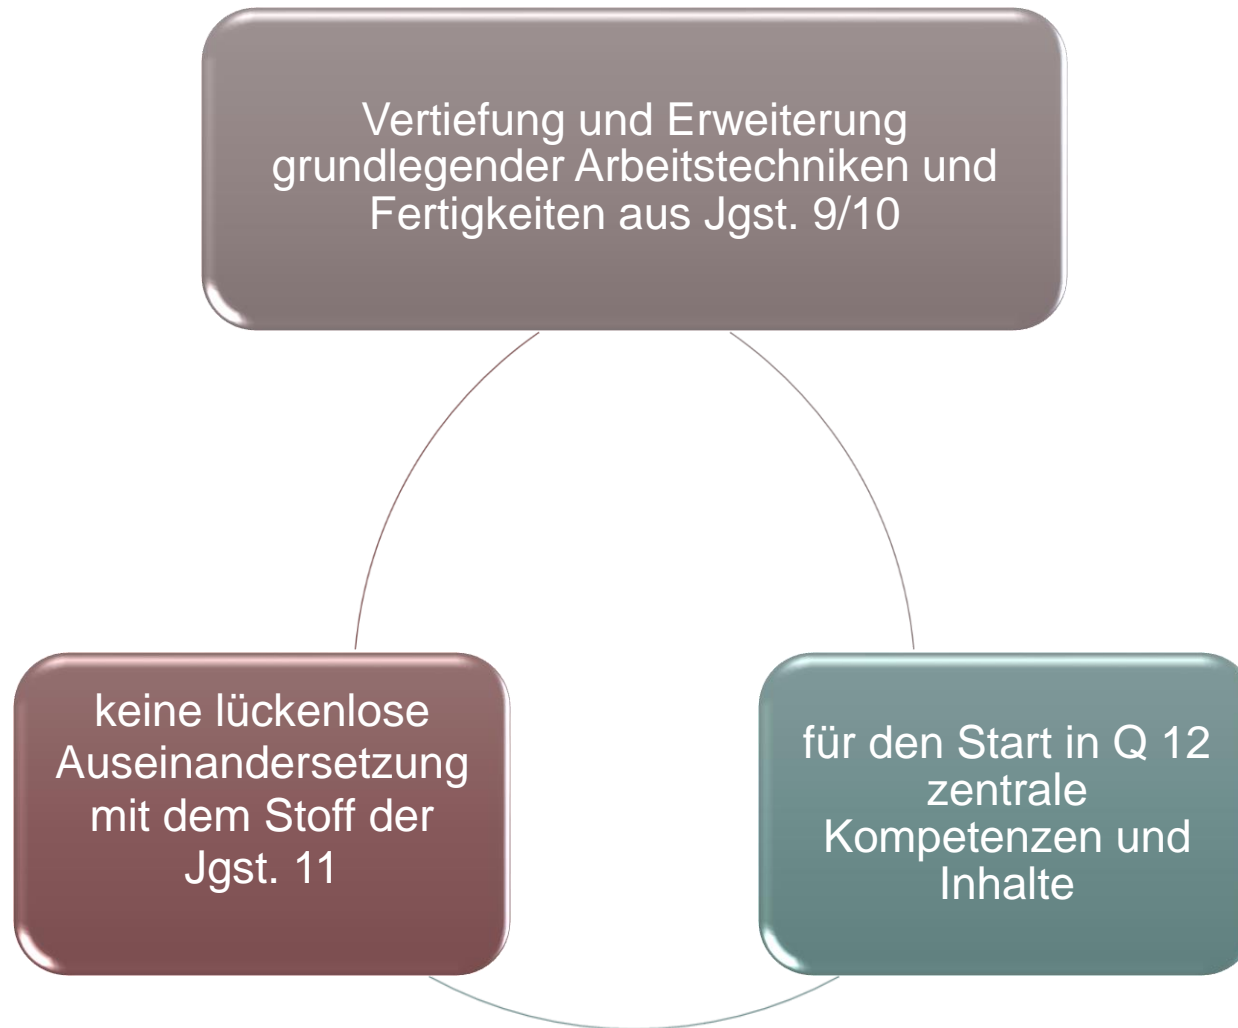 Vertiefung und Erweiterung
grundlegender Arbeitstechniken und
Fertigkeiten aus Jgst. 9/10
keine lückenlose
Auseinandersetzung
mit dem Stoff der
Jgst. 11
für den Start in Q 12
zentrale
Kompetenzen und
Inhalte